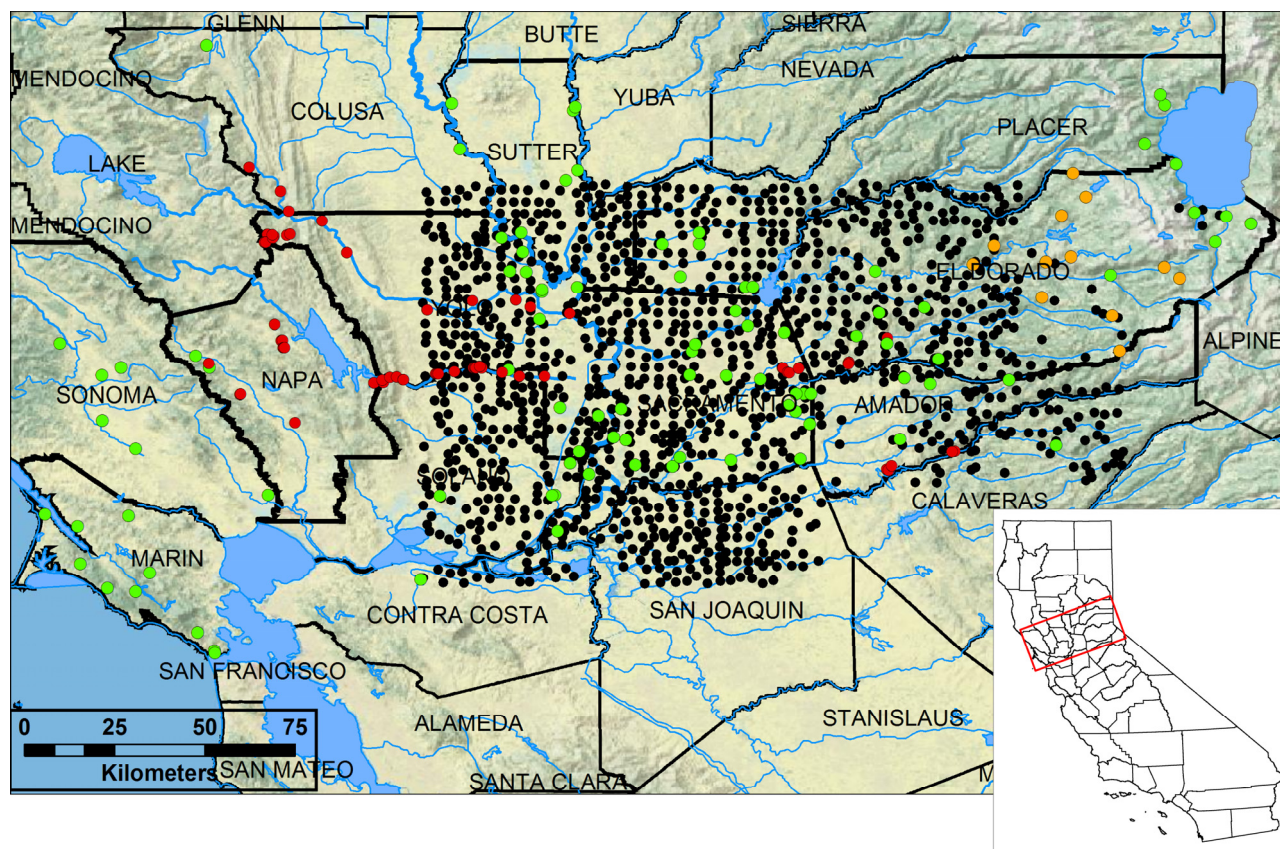 GLENN
BUTTE
SIERRA
MENDOCINO
NEVADA
COLUSA
YUBA
PLACER
LAKE
SUTTER
MENDOCINO
EL DORADO
YOLO
ALPINE
NAPA
SONOMA
SACRAMENTO
AMADOR
SOLANO
CALAVERAS
MARIN
CONTRA COSTA
SAN JOAQUIN
SAN FRANCISCO
ALAMEDA
STANISLAUS
0 25 50 75
Kilometers
SAN MATEO
SANTA CLARA
M